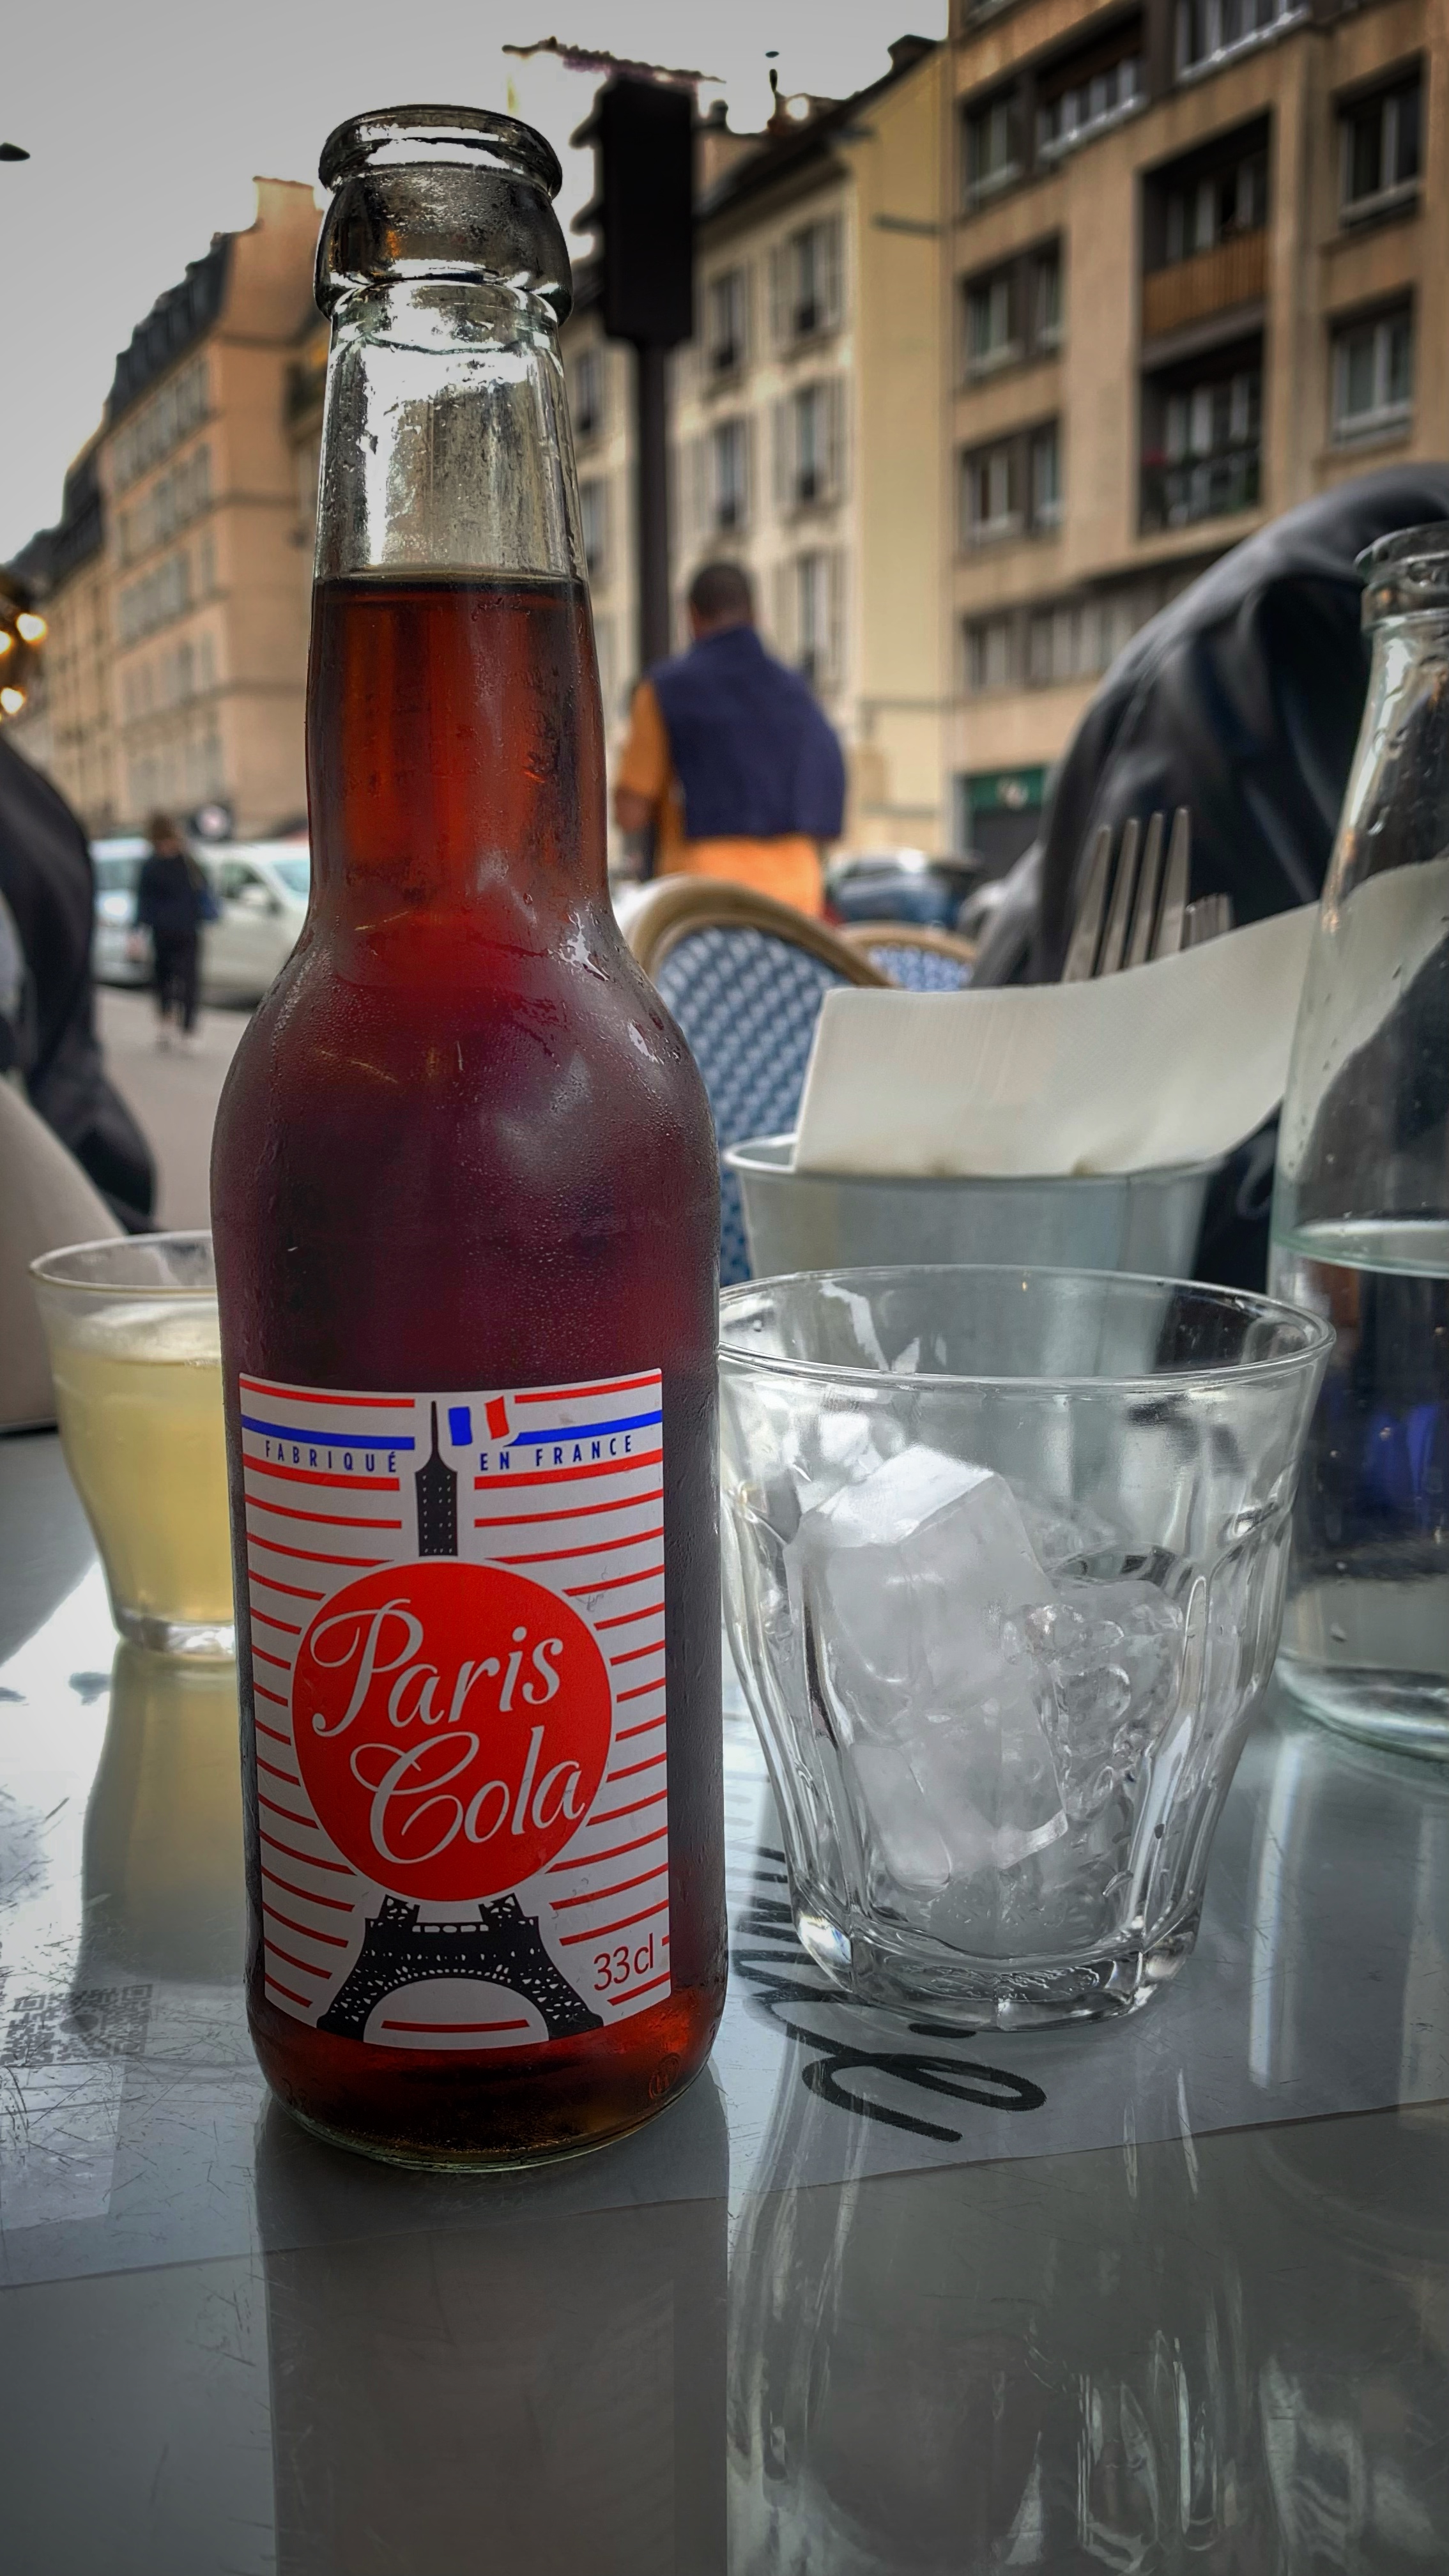 FABRIQUÉ EN FRANCE
Paris
Cola
33cl